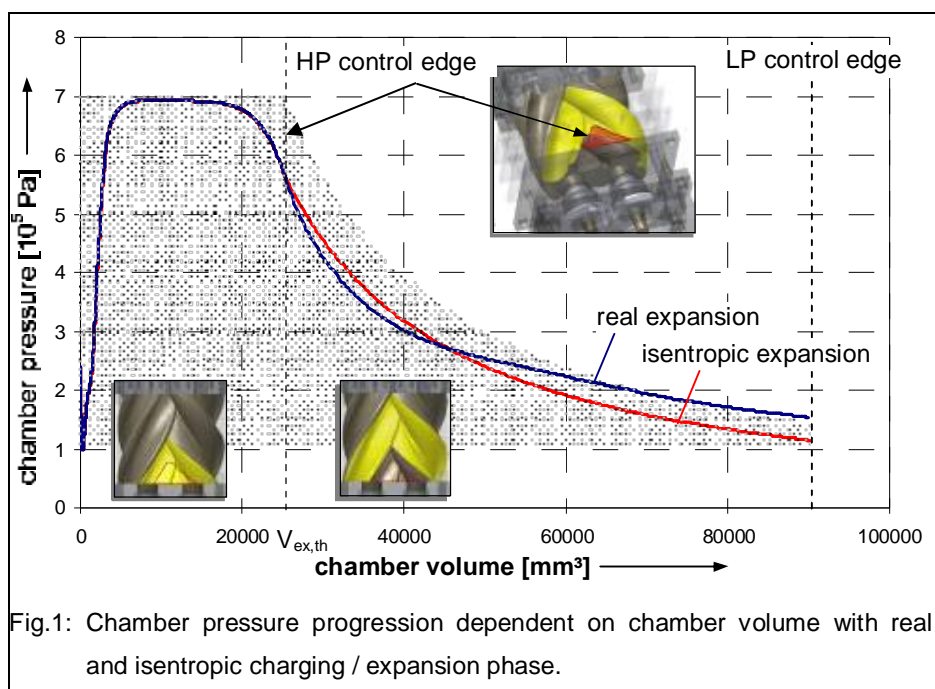 8
7
6
5
4
3
2
1
0
chamber pressure [10⁵ Pa]
HP control edge
LP control edge
real expansion
isentropic expansion
0
20000
V_ex,th
40000
60000
80000
100000
chamber volume [mm³]
Fig.1: Chamber pressure progression dependent on chamber volume with real
and isentropic charging / expansion phase.